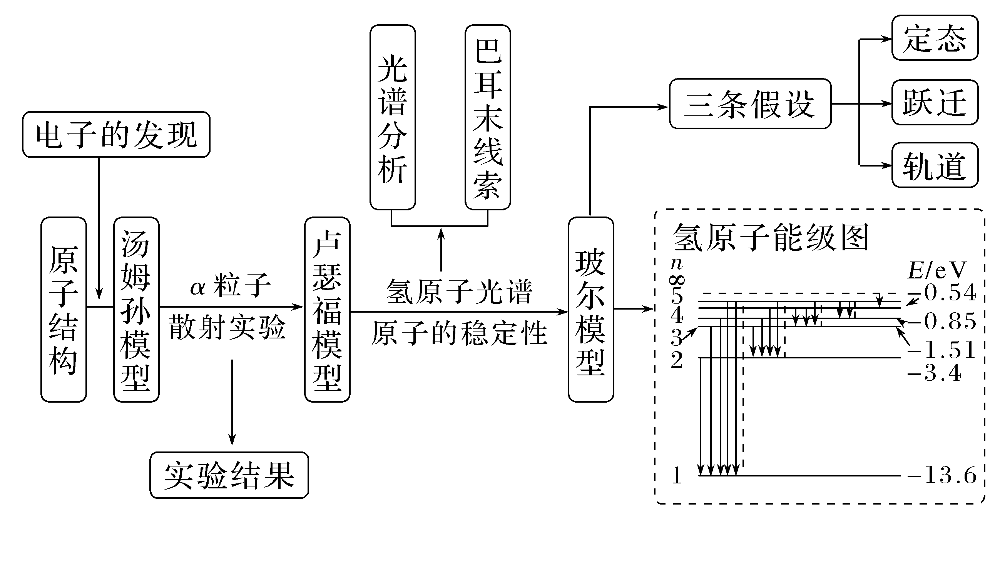 电子的发现
原子结构
汤姆孙模型
α粒子
散射实验
实验结果
卢瑟福模型
光谱分析
巴耳末线索
氢原子光谱
原子的稳定性
玻尔模型
三条假设
定态
跃迁
轨道
氢原子能级图
n
E/eV
∞
5
-0.54
4
-0.85
3
-1.51
2
-3.4
1
-13.6